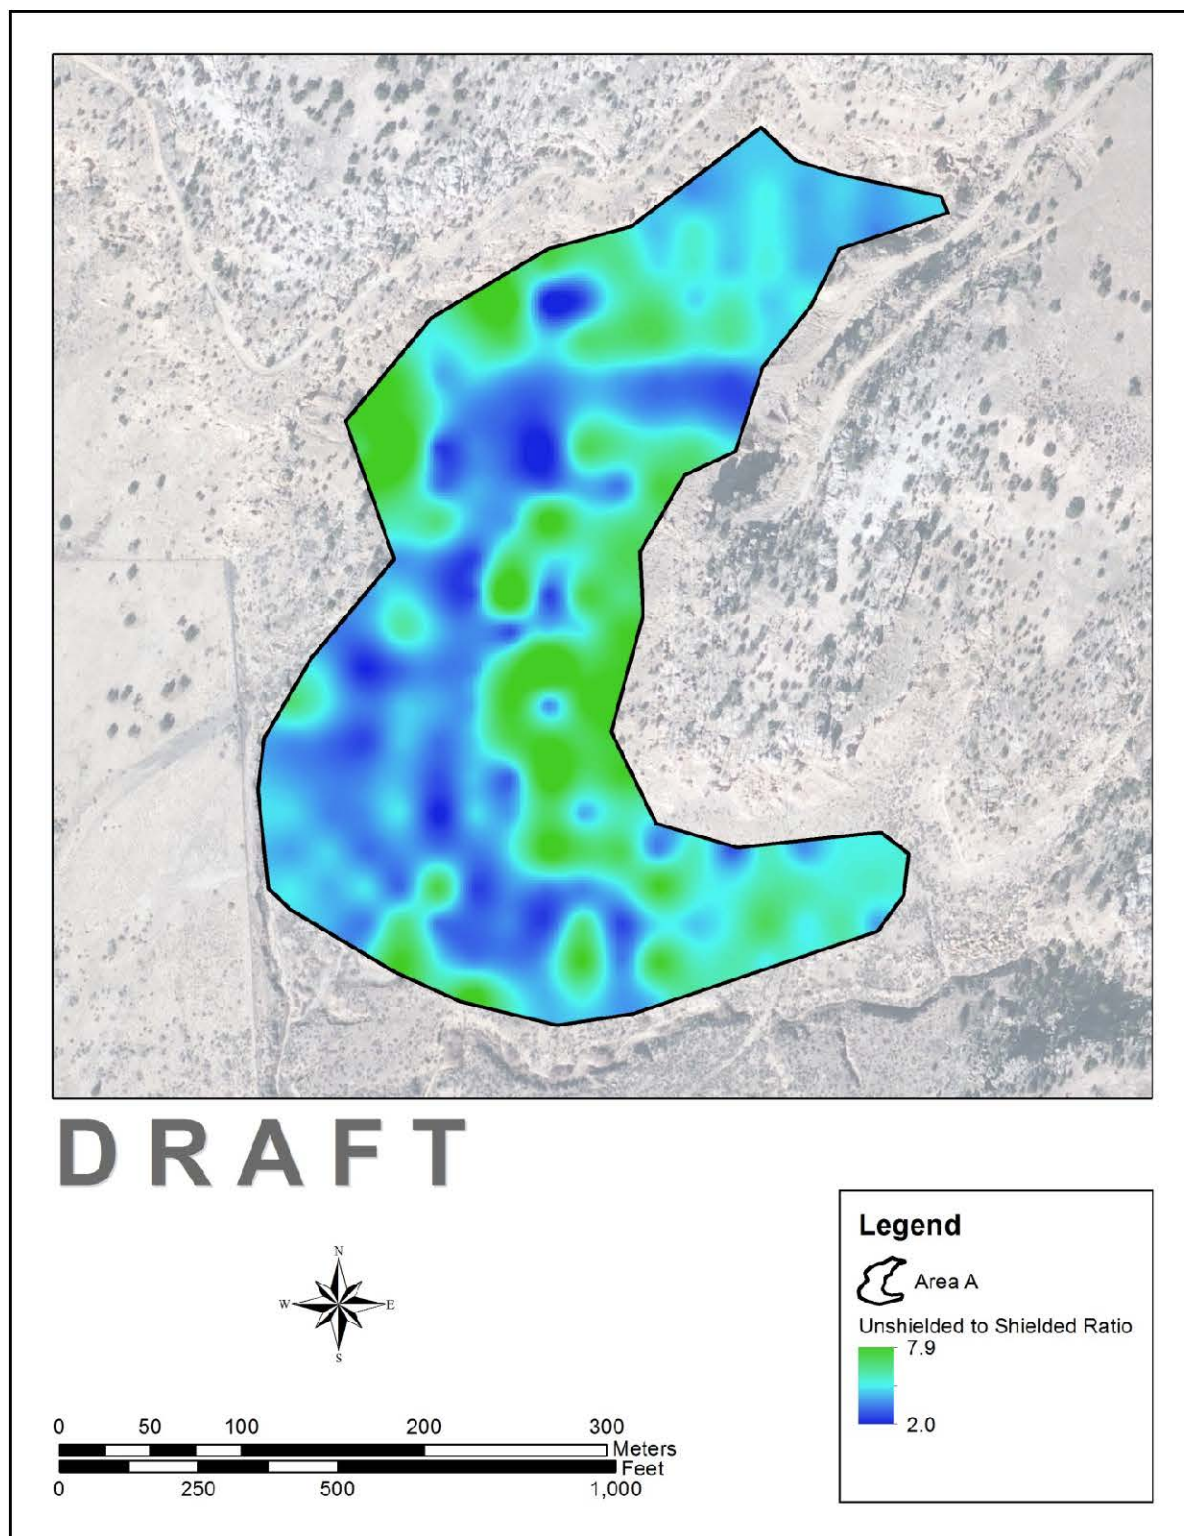 D R A F T
N
W E
S
0 50 100 200 300
Meters
Feet
0 250 500 1,000
Legend
Area A
Unshielded to Shielded Ratio
7.9
2.0